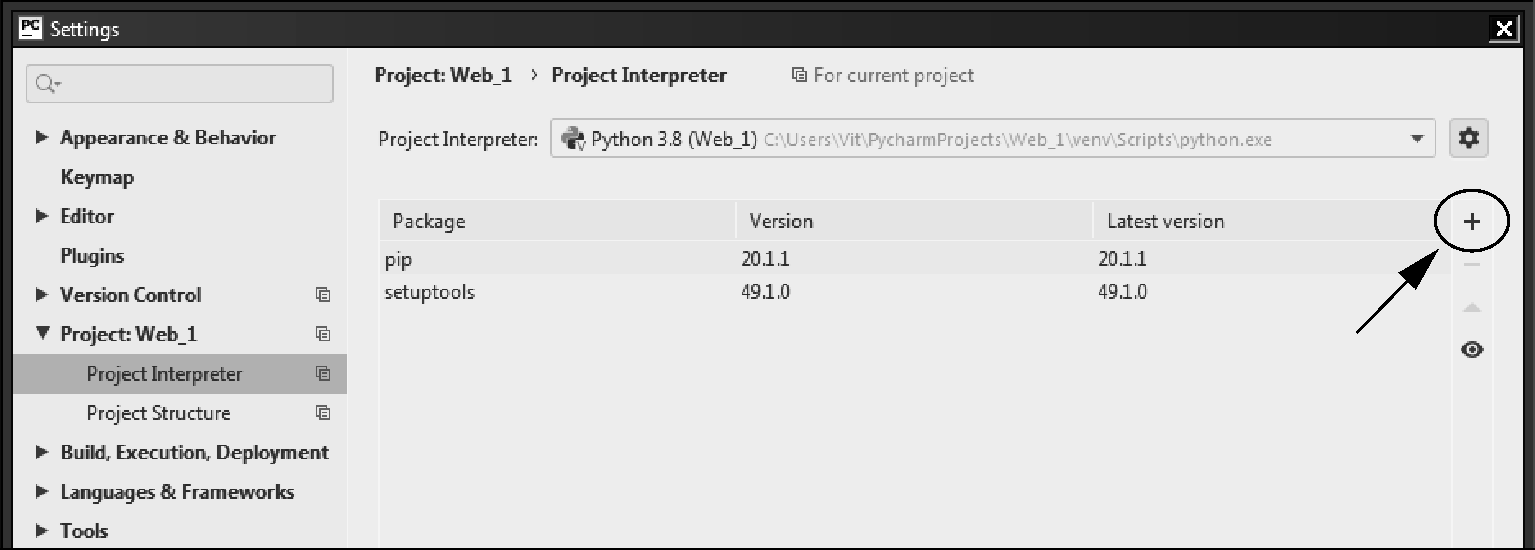 PC Settings
Project: Web_1 › Project Interpreter For current project
Project Interpreter: Python 3.8 (Web_1) C:\Users\Vit\PycharmProjects\Web_1\venv\Scripts\python.exe
Appearance & Behavior
Keymap
Editor
Plugins
Version Control
Project: Web_1
Project Interpreter
Project Structure
Build, Execution, Deployment
Languages & Frameworks
Tools
Package Version Latest version
pip 20.1.1 20.1.1
setuptools 49.1.0 49.1.0